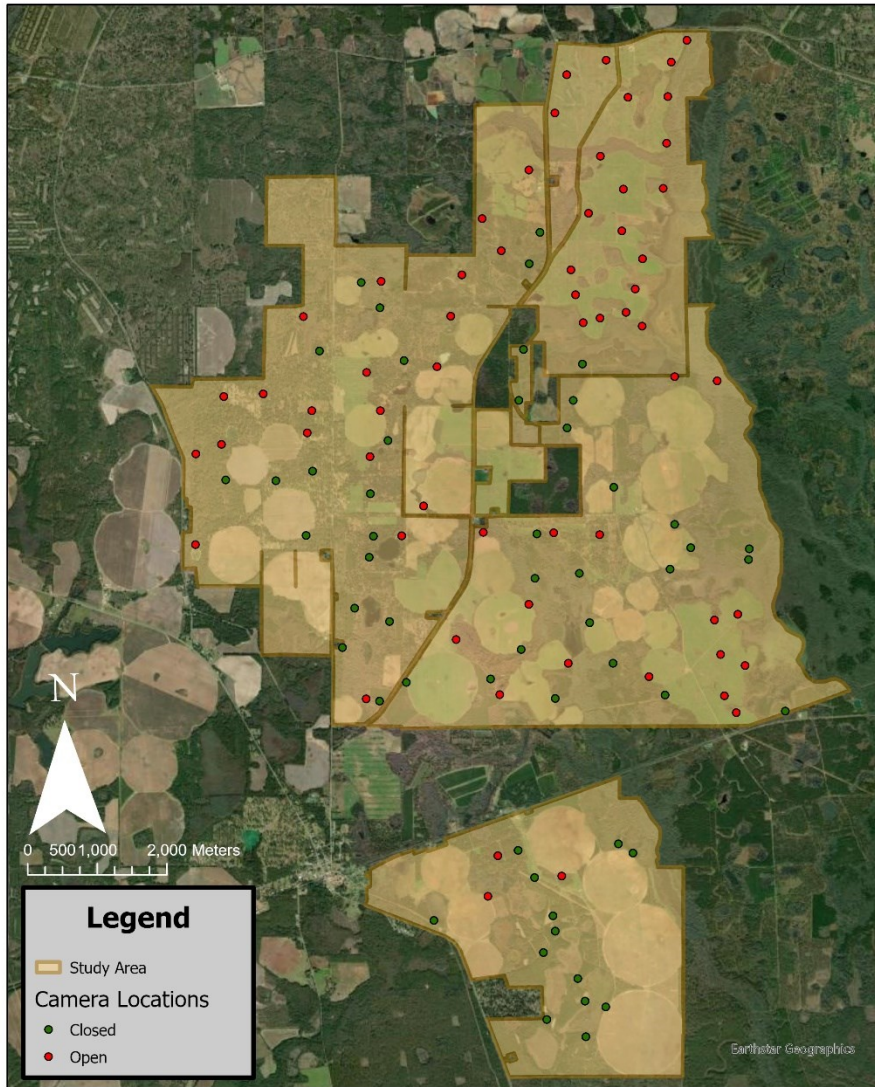 N
0 500 1,000 2,000 Meters
Legend
Study Area
Camera Locations
Closed
Open
Earthstar Geographics